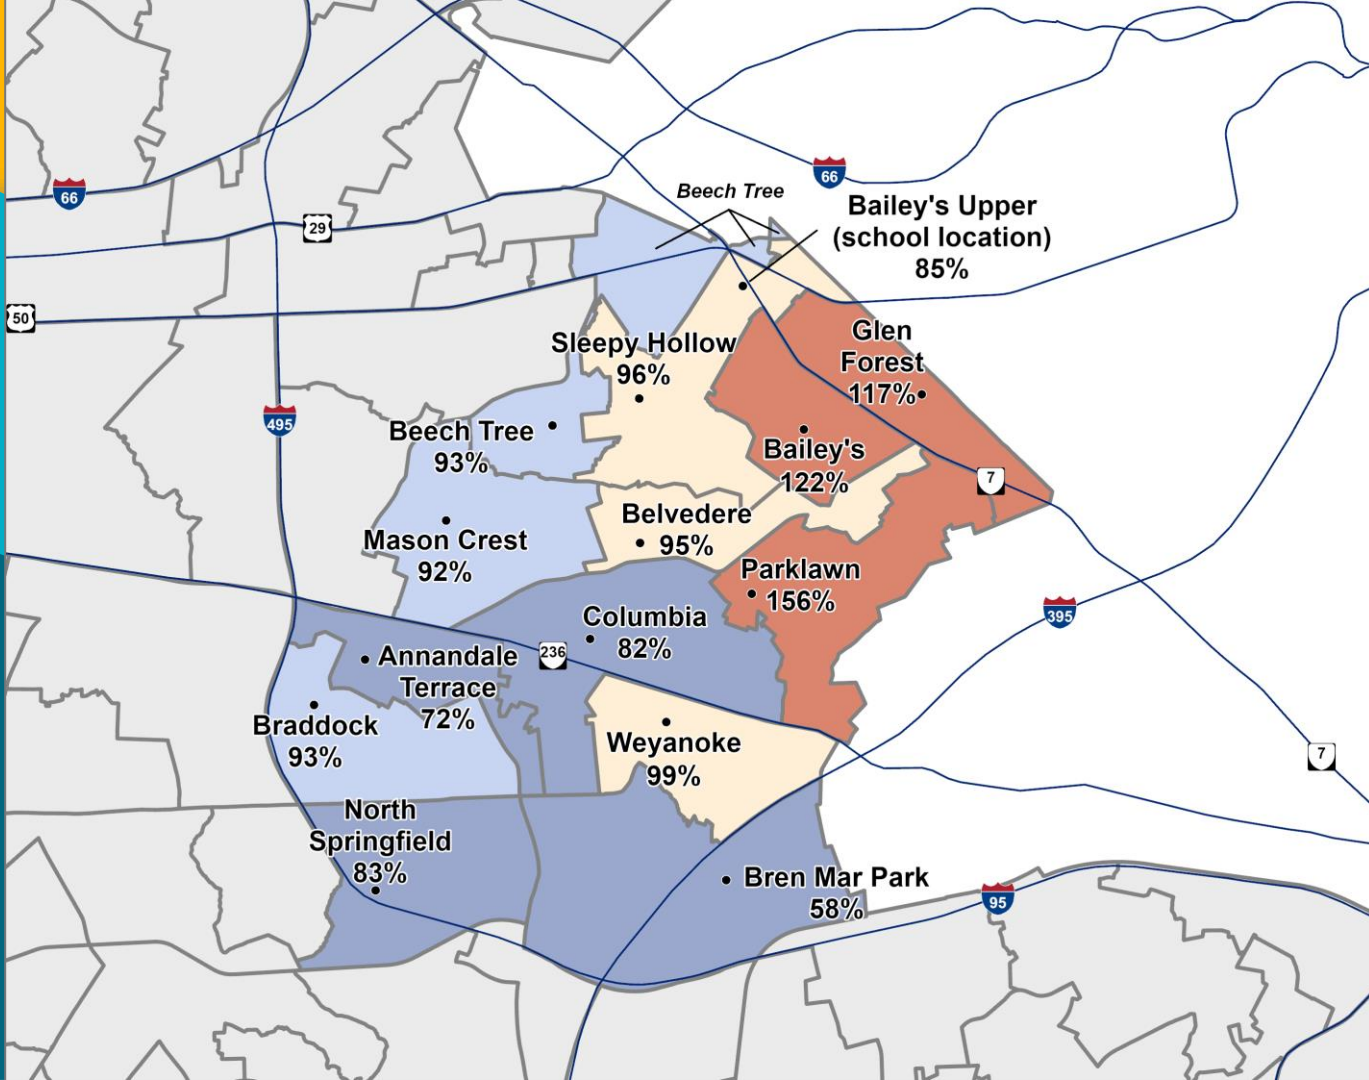 66
29
50
495
Beech Tree
66
Bailey's Upper
(school location)
85%
Sleepy Hollow
96%
Glen
Forest
117%
Beech Tree
93%
Bailey's
122%
7
Mason Crest
92%
Belvedere
95%
Parklawn
156%
395
Columbia
82%
236
Annandale
Terrace
72%
Braddock
93%
Weyanoke
99%
7
North
Springfield
83%
Bren Mar Park
58%
95